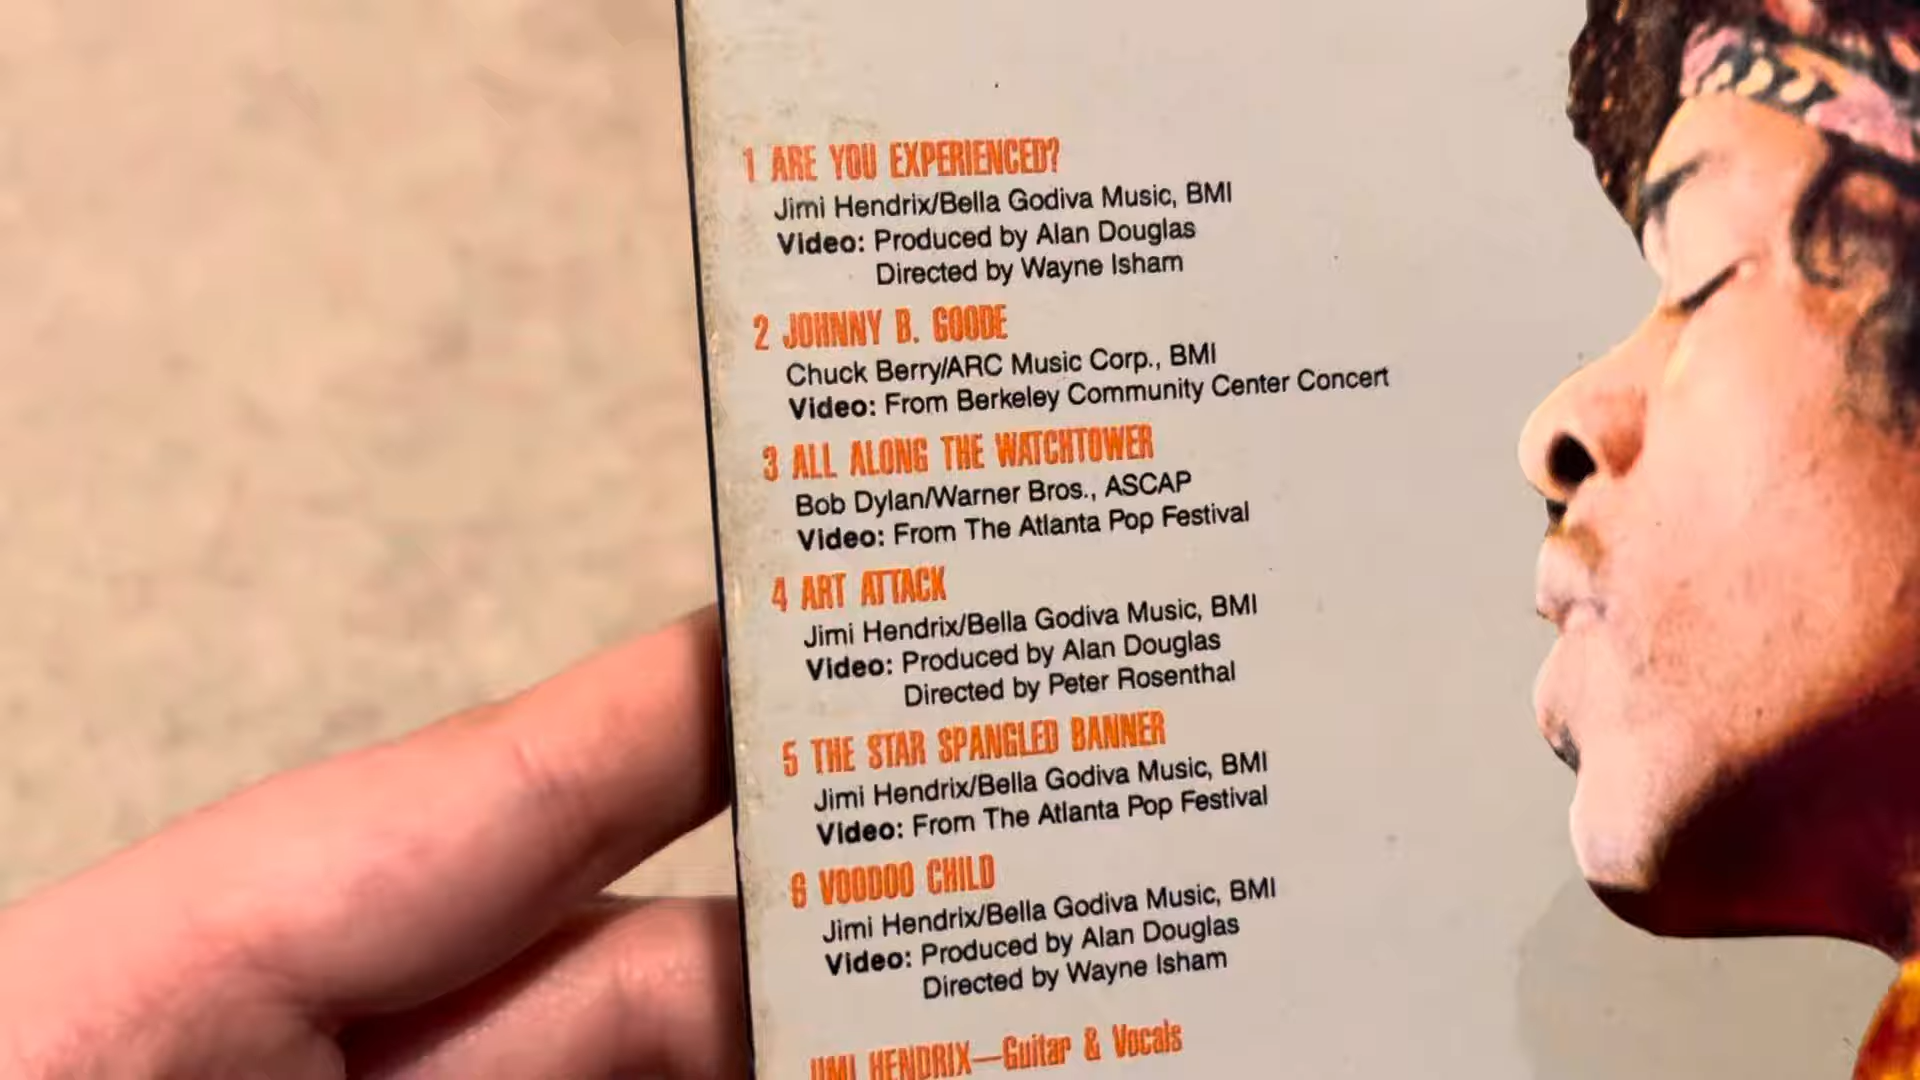 1 ARE YOU EXPERIENCED?
Jimi Hendrix/Bella Godiva Music, BMI
Video: Produced by Alan Douglas
Directed by Wayne Isham
2 JOHNNY B. GOODE
Chuck Berry/ARC Music Corp., BMI
Video: From Berkeley Community Center Concert
3 ALL ALONG THE WATCHTOWER
Bob Dylan/Warner Bros., ASCAP
Video: From The Atlanta Pop Festival
4 ART ATTACK
Jimi Hendrix/Bella Godiva Music, BMI
Video: Produced by Alan Douglas
Directed by Peter Rosenthal
5 THE STAR SPANGLED BANNER
Jimi Hendrix/Bella Godiva Music, BMI
Video: From The Atlanta Pop Festival
6 VOODOO CHILD
Jimi Hendrix/Bella Godiva Music, BMI
Video: Produced by Alan Douglas
Directed by Wayne Isham
JIMI HENDRIX—Guitar & Vocals